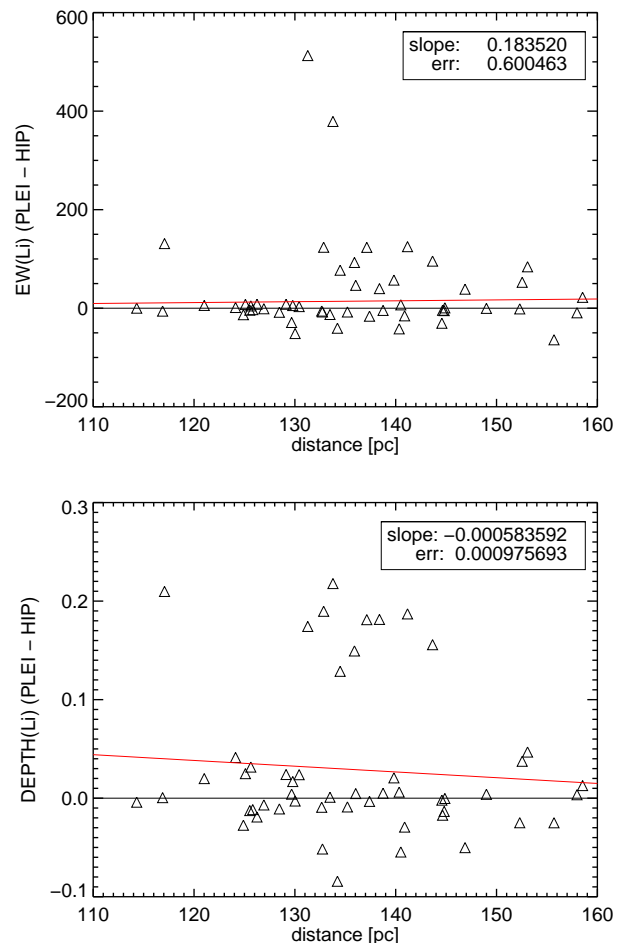 600
400
200
0
−200
EW(Li) (PLEI − HIP)
slope: 0.183520
err: 0.600463
110 120 130 140 150 160
distance [pc]
0.3
0.2
0.1
0.0
−0.1
DEPTH(Li) (PLEI − HIP)
slope: −0.000583592
err: 0.000975693
110 120 130 140 150 160
distance [pc]